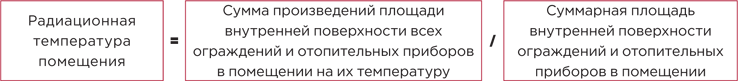 Радиационная
температура
помещения
=
Сумма произведений площади
внутренней поверхности всех
ограждений и отопительных приборов
в помещении на их температуру
/
Суммарная площадь
внутренней поверхности
ограждений и отопительных
приборов в помещении